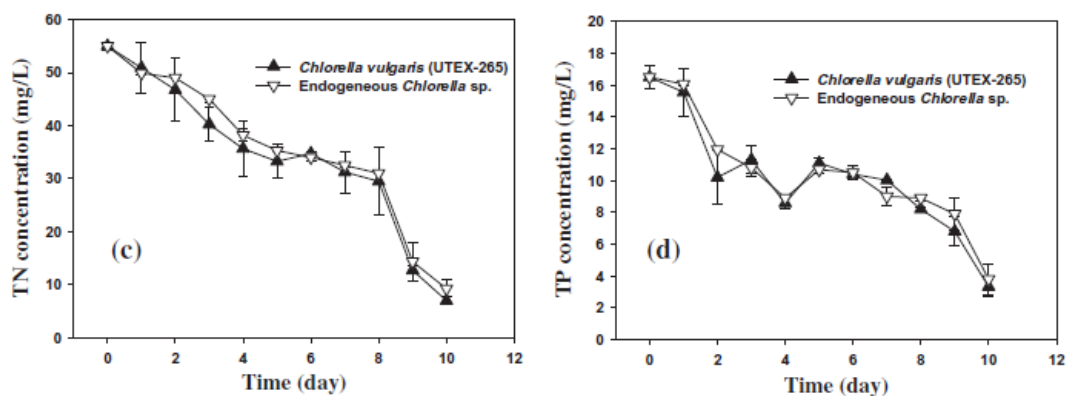 60
50
40
30
20
10
0
TN concentration (mg/L)
Chlorella vulgaris (UTEX-265)
Endogeneous Chlorella sp.
(c)
0 2 4 6 8 10 12
Time (day)
20
18
16
14
12
10
8
6
4
2
0
TP concentration (mg/L)
Chlorella vulgaris (UTEX-265)
Endogeneous Chlorella sp.
(d)
0 2 4 6 8 10 12
Time (day)